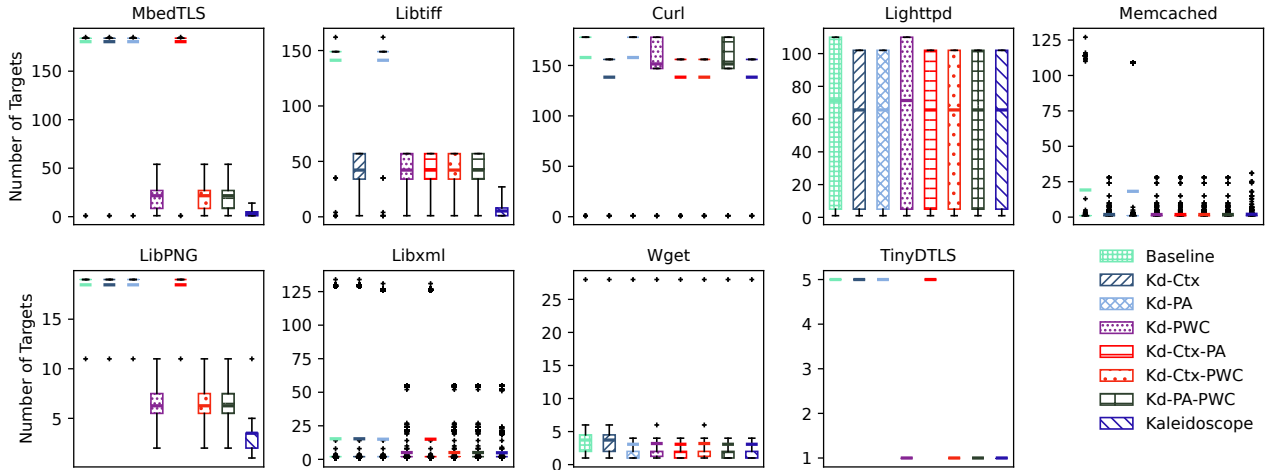 MbedTLS
Libtiff
Curl
Lighttpd
Memcached
Number of Targets
0
50
100
150
0
50
100
150
0
50
100
150
0
20
40
60
80
100
0
25
50
75
100
125
LibPNG
Libxml
Wget
TinyDTLS
Number of Targets
5
10
15
0
25
50
75
100
125
0
5
10
15
20
25
1
2
3
4
5
Baseline
Kd-Ctx
Kd-PA
Kd-PWC
Kd-Ctx-PA
Kd-Ctx-PWC
Kd-PA-PWC
Kaleidoscope